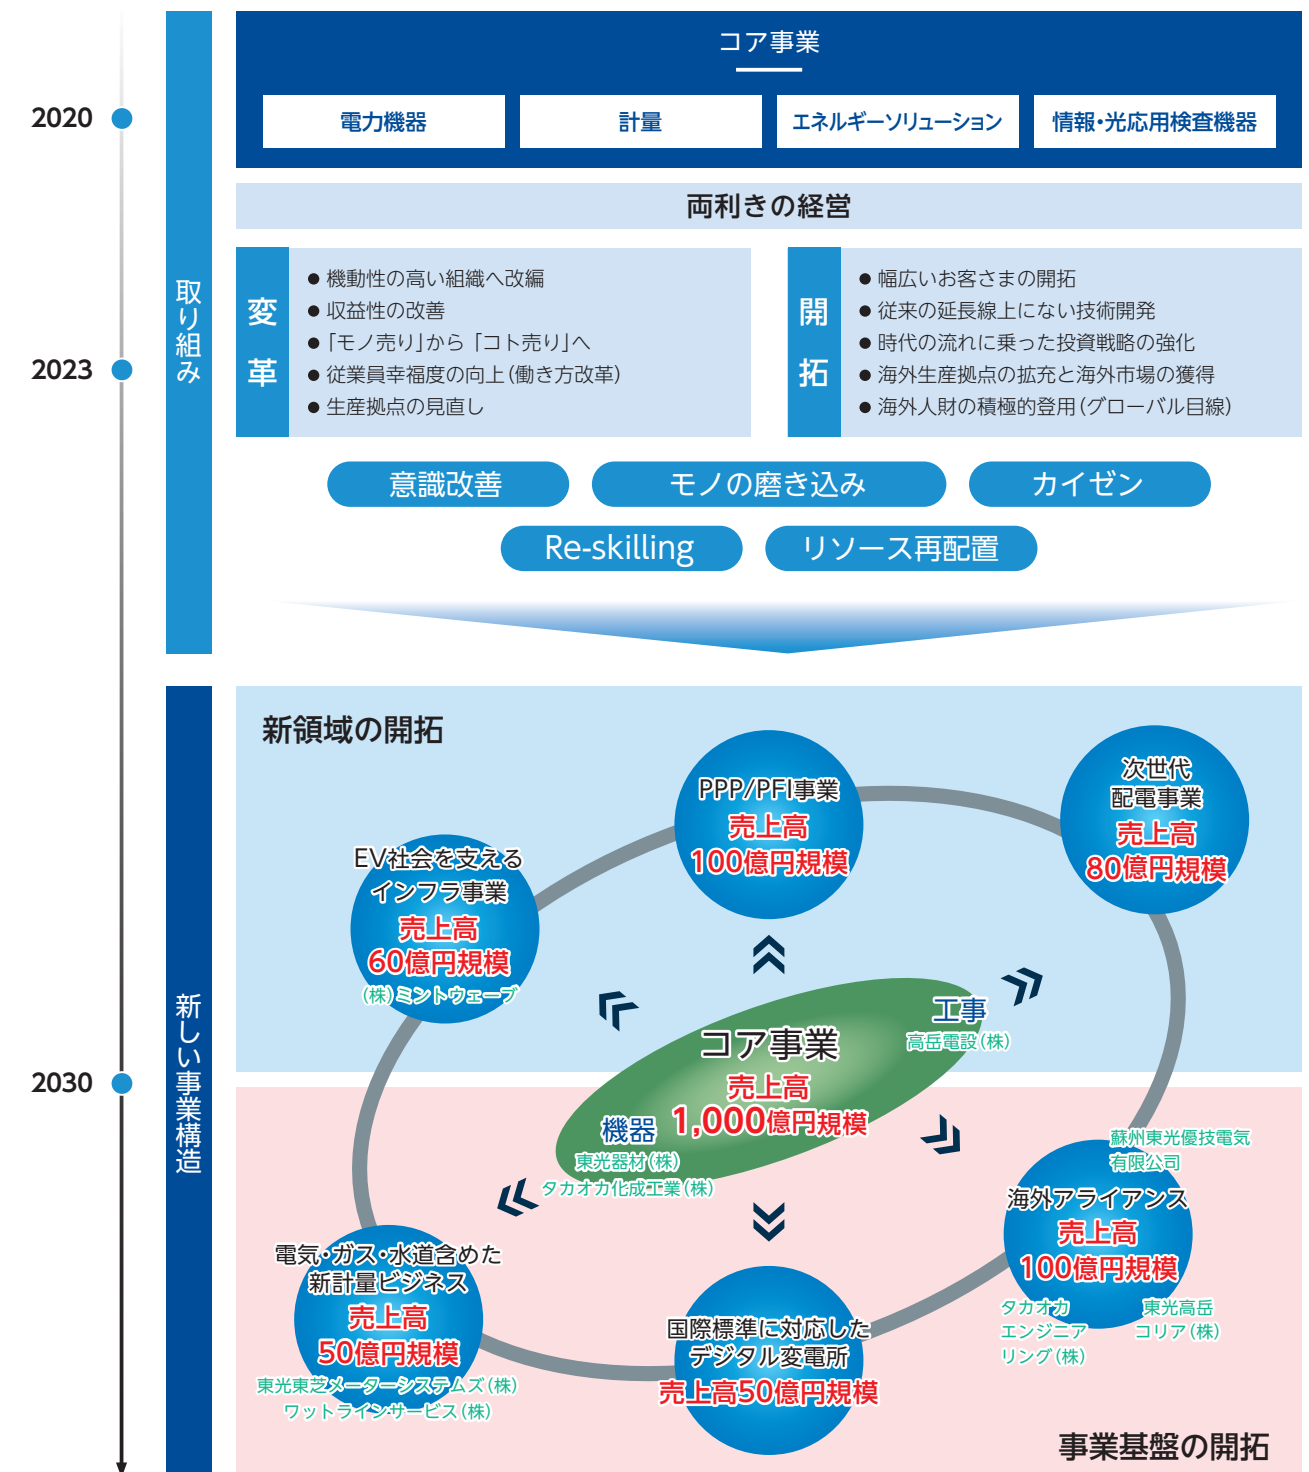 2020
2023
2030
取り組み
コア事業
電力機器
計量
エネルギーソリューション
情報・光応用検査機器
両利きの経営
変革
● 機動性の高い組織へ改編
● 収益性の改善
● 「モノ売り」から「コト売り」へ
● 従業員幸福度の向上(働き方改革)
● 生産拠点の見直し
開拓
● 幅広いお客さまの開拓
● 従来の延長線上にない技術開発
● 時代の流れに乗った投資戦略の強化
● 海外生産拠点の拡充と海外市場の獲得
● 海外人財の積極的登用(グローバル目線)
意識改善
モノの磨き込み
カイゼン
Re-skilling
リソース再配置
新しい事業構造
新領域の開拓
PPP/PFI事業
売上高
100億円規模
次世代
配電事業
売上高
80億円規模
EV社会を支える
インフラ事業
売上高
60億円規模
(株)ミントウェーブ
コア事業
売上高
1,000億円規模
工事
高岳電設(株)
機器
東光器材(株)
タカオカ化成工業(株)
蘇州東光優技電気
有限公司
海外アライアンス
売上高
100億円規模
タカオカ
エンジニア
リング(株)
東光高岳
コリア(株)
電気・ガス・水道含めた
新計量ビジネス
売上高
50億円規模
東光東芝メーターシステムズ(株)
ワットラインサービス(株)
国際標準に対応した
デジタル変電所
売上高50億円規模
事業基盤の開拓